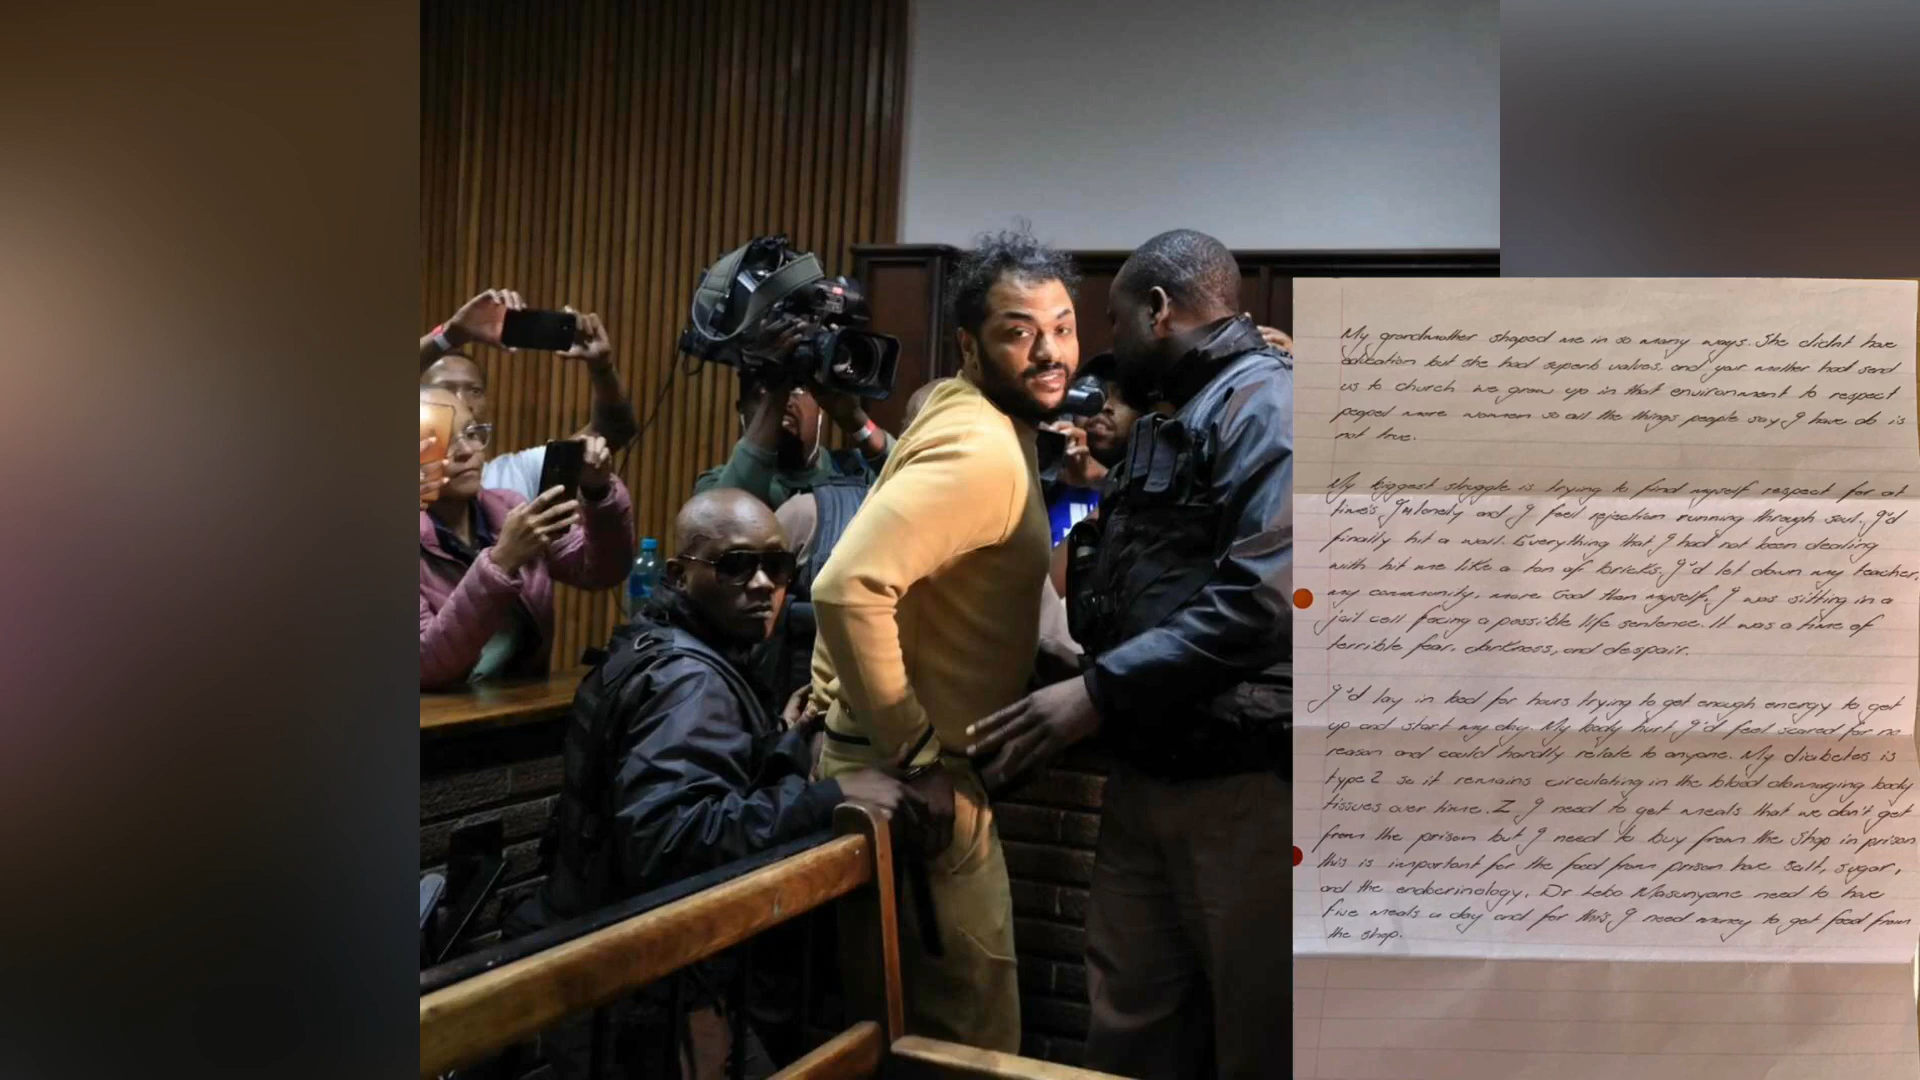 My grandmother shaped me in so many ways. She didnt have
education but she had superb values. and your mother had send
us to church we grow up in that environment to respect
peoped more women so all the things people say I have do is
not true.
My biggest struggle is trying to find myself respect for at
time's I'm lonely and I feel rejection running through soul. I'd
finally hit a wall. Everything that I had not been dealing
with hit me like a ton of bricks. I'd let down my teacher,
my community, more God than myself. I was sitting in a
jail cell facing a possible life sentence. It was a time of
terrible fear, darkness, and despair.
I'd lay in bed for hours trying to get enough energy to get
up and start my day. My body hurt I'd feel scared for no
reason and could hardly relate to anyone. My diabetes is
type 2 so it remains circulating in the blood damaging body
tissues over time. Z I need to get meals that we don't get
from the prison but I need to buy from the shop in prison
this is important for the food from prison have salt, sugar,
and the endocrinology. Dr Lebo Masunyane need to have
five meals a day and for this, I need money to get food from
the shop.